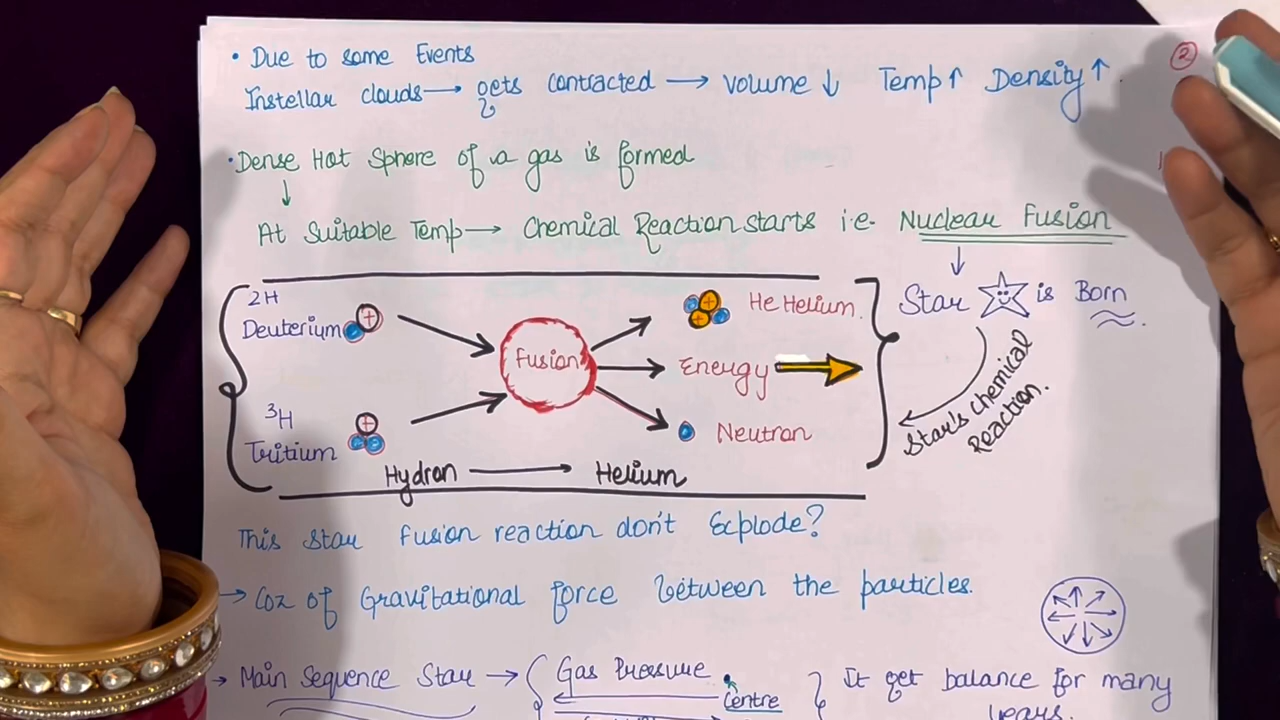 ②
• Due to some Events
Instellar clouds → gets contracted → volume ↓ Temp↑ Density↑
• Dense Hot Sphere of a gas is formed
↓
At Suitable Temp → Chemical Reaction starts i.e. Nuclear Fusion
↓
Star is Born
2H
Deuterium
+
Fusion
He Helium.
Energy
Neutron
3H
Tritium
+
Hydron → Helium
Star's Chemical
Reaction.
This Star Fusion reaction don't Ecplode?
→ Coz of Gravitational force between the particles.
→ Main Sequence Star → Gas Pressure
Centre
It get balance for many
years.